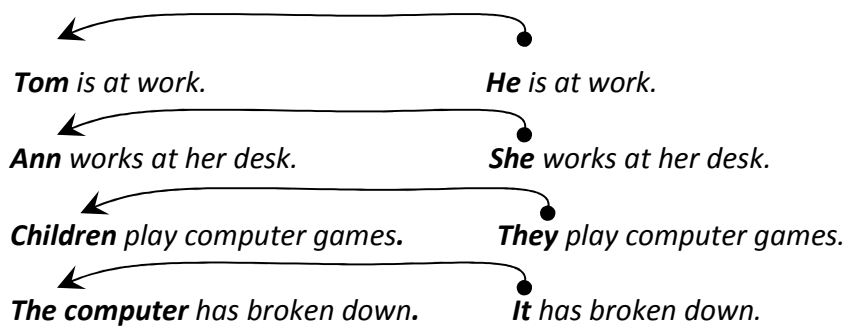 Tom is at work. He is at work.
Ann works at her desk. She works at her desk.
Children play computer games. They play computer games.
The computer has broken down. It has broken down.